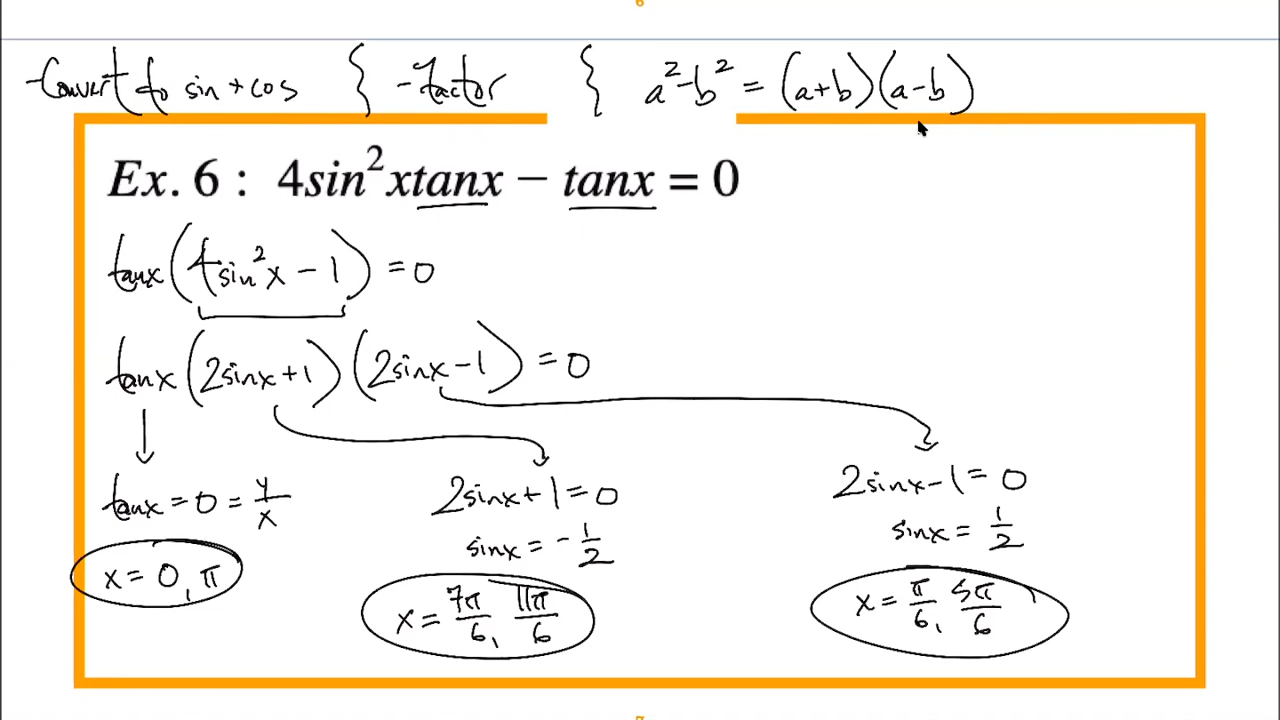 6
-Convert to sin + cos { -Factor { a² - b² = (a+b)(a-b)
Ex. 6 : 4sin²xtanx − tanx = 0
tanx(4sin²x - 1) = 0
tanx(2sinx+1)(2sinx-1) = 0
tanx = 0 = y/x
x = 0, π
2sinx+1=0
sinx = -1/2
x = 7π/6, 11π/6
2sinx-1=0
sinx = 1/2
x = π/6, 5π/6
7